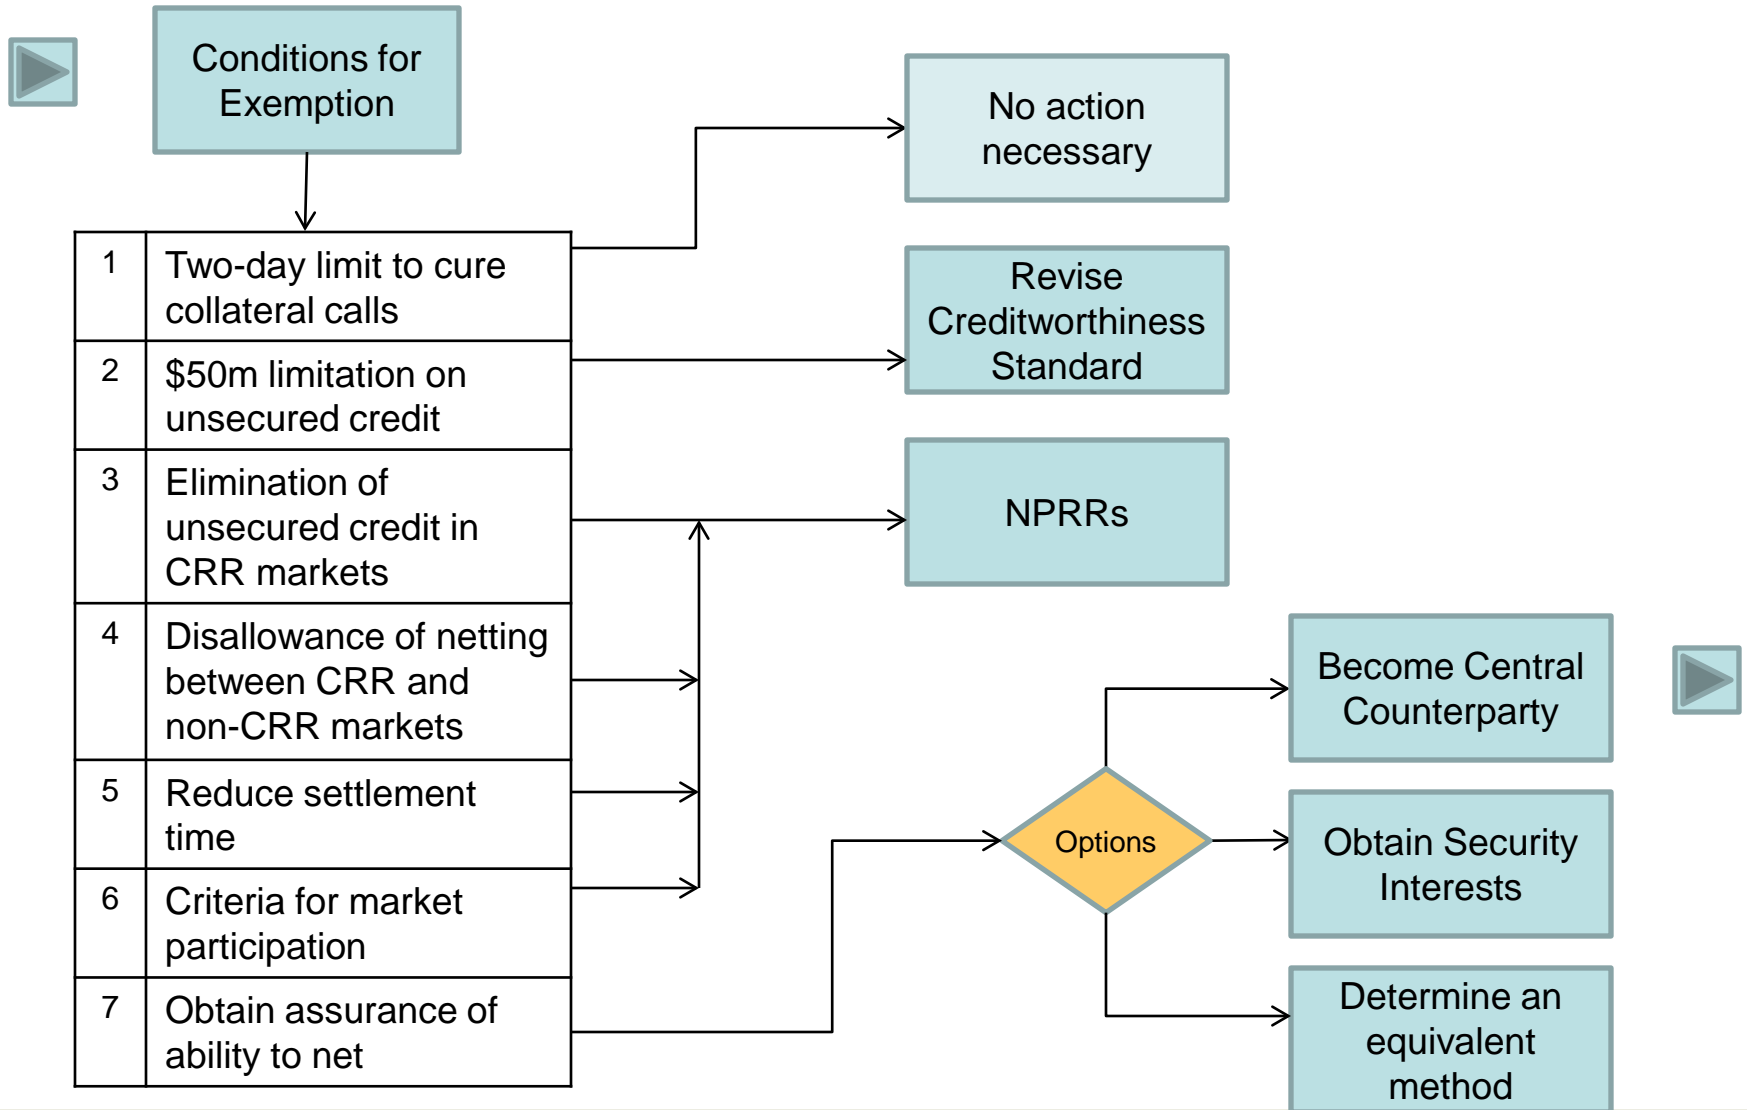 Conditions for
Exemption
No action
necessary
1
Two-day limit to cure
collateral calls
Revise
Creditworthiness
Standard
2
$50m limitation on
unsecured credit
3
Elimination of
unsecured credit in
CRR markets
NPRRs
4
Disallowance of netting
between CRR and
non-CRR markets
Become Central
Counterparty
5
Reduce settlement
time
Options
Obtain Security
Interests
6
Criteria for market
participation
7
Obtain assurance of
ability to net
Determine an
equivalent
method